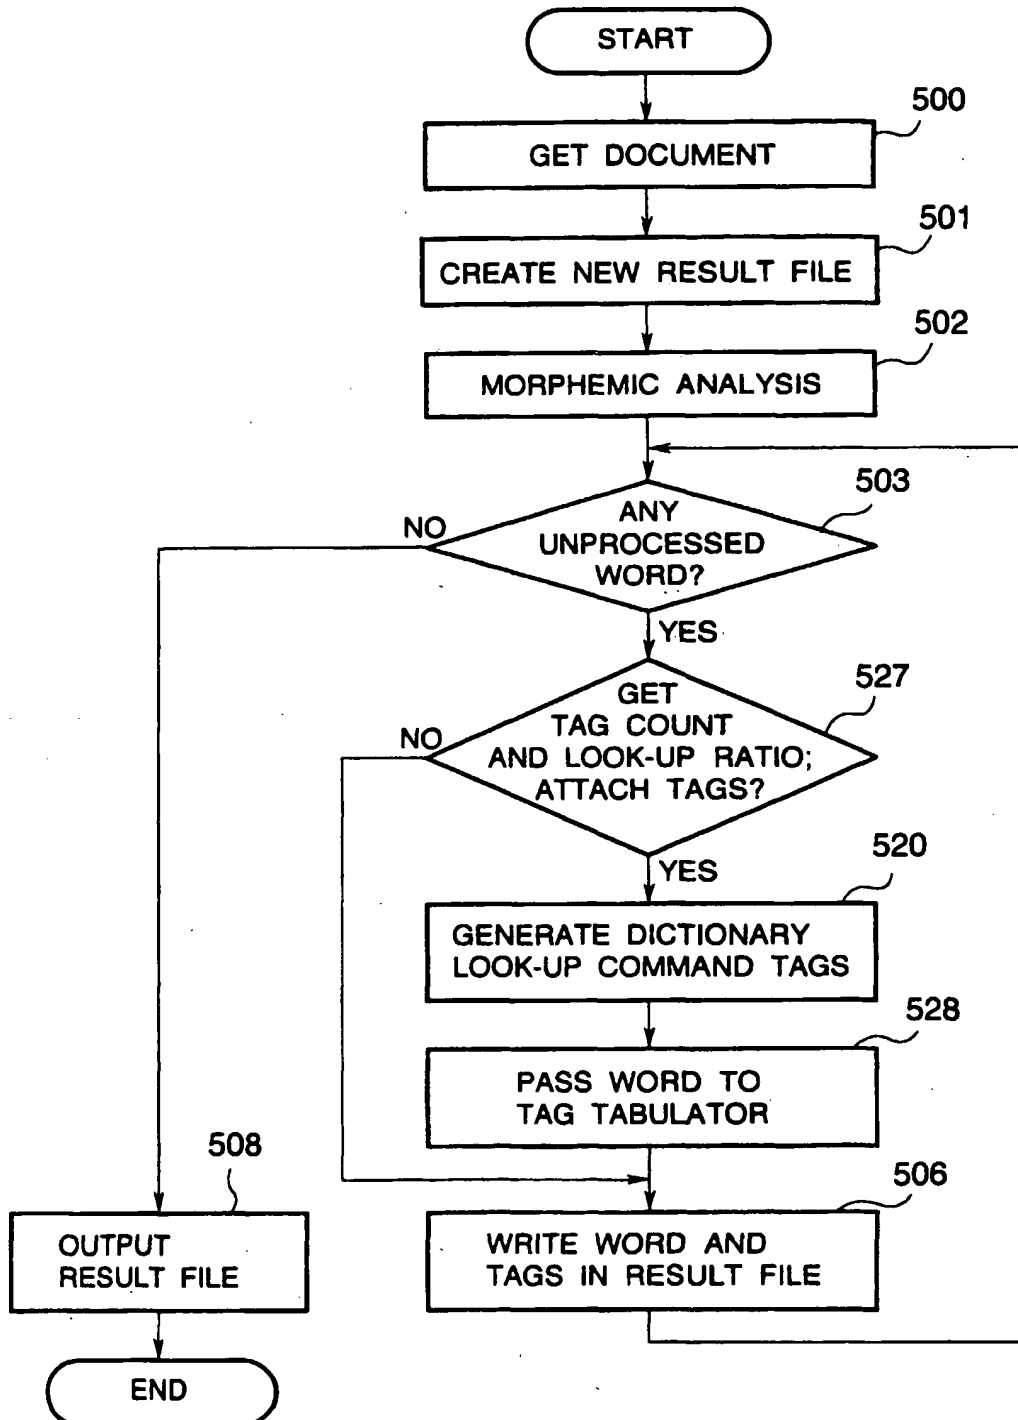 START
500
GET DOCUMENT
501
CREATE NEW RESULT FILE
502
MORPHEMIC ANALYSIS
503
ANY
UNPROCESSED
WORD?
NO
YES
527
GET
TAG COUNT
AND LOOK-UP RATIO;
ATTACH TAGS?
NO
YES
520
GENERATE DICTIONARY
LOOK-UP COMMAND TAGS
528
PASS WORD TO
TAG TABULATOR
506
WRITE WORD AND
TAGS IN RESULT FILE
508
OUTPUT
RESULT FILE
END